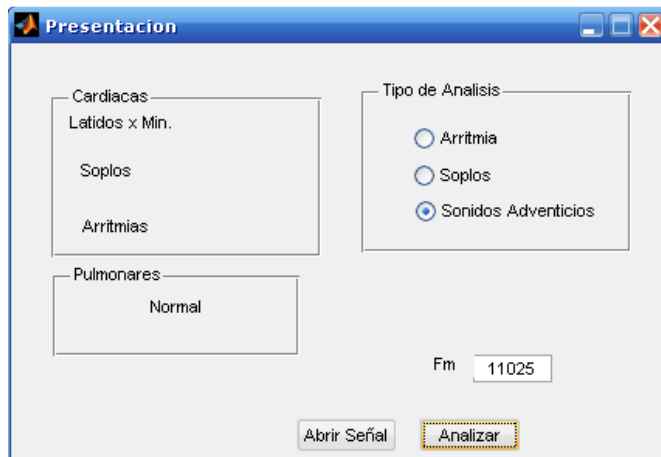 Presentacion
Cardiacas
Latidos x Min.
Soplos
Arritmias
Tipo de Analisis
Arritmia
Soplos
Sonidos Adventicios
Pulmonares
Normal
Fm 11025
Abrir Señal Analizar